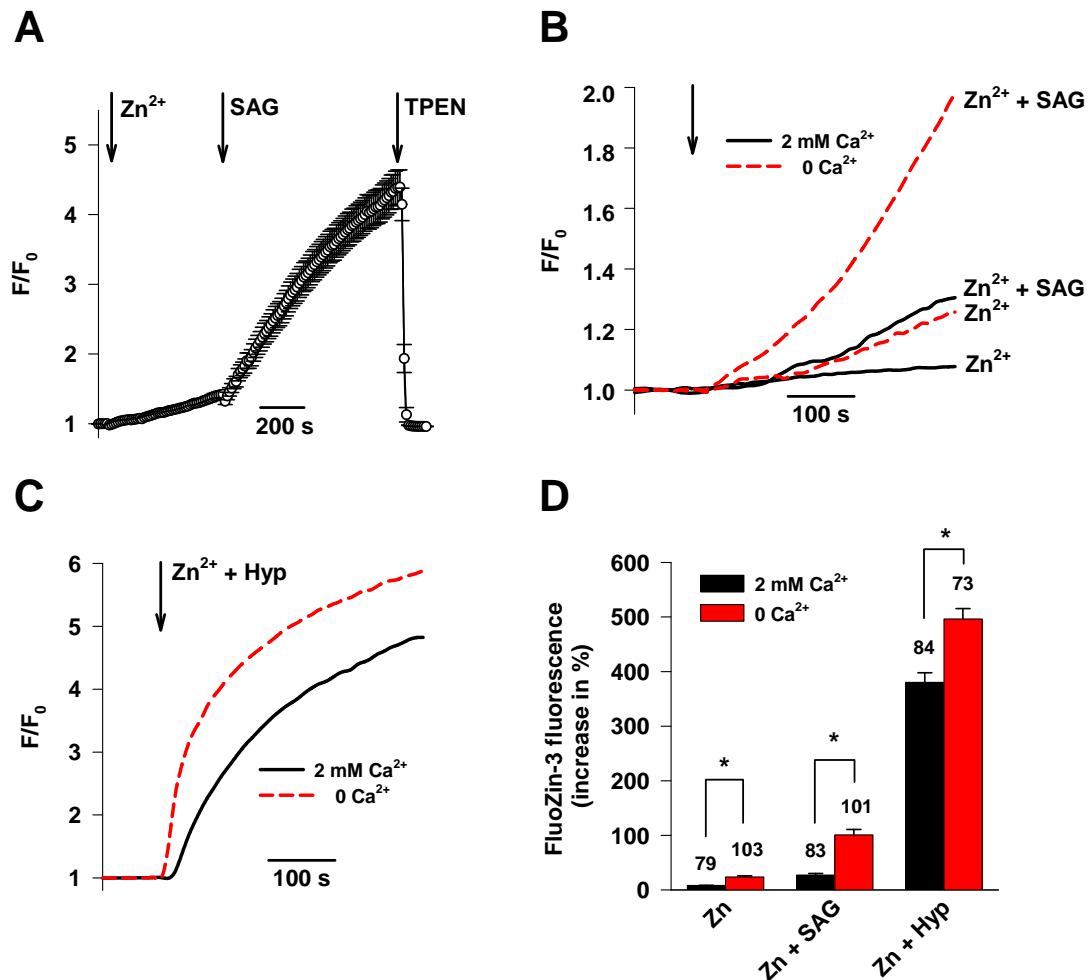 A
Zn²⁺
SAG
TPEN
5
4
3
2
1
F/F₀
200 s
B
2.0
1.8
1.6
1.4
1.2
1.0
F/F₀
2 mM Ca²⁺
0 Ca²⁺
Zn²⁺ + SAG
Zn²⁺ + SAG
Zn²⁺
Zn²⁺
100 s
C
6
5
4
3
2
1
F/F₀
Zn²⁺ + Hyp
2 mM Ca²⁺
0 Ca²⁺
100 s
D
600
500
400
300
200
100
0
FluoZin-3 fluorescence
(increase in %)
2 mM Ca²⁺
0 Ca²⁺
*
79
103
*
83
101
*
84
73
Zn
Zn + SAG
Zn + Hyp